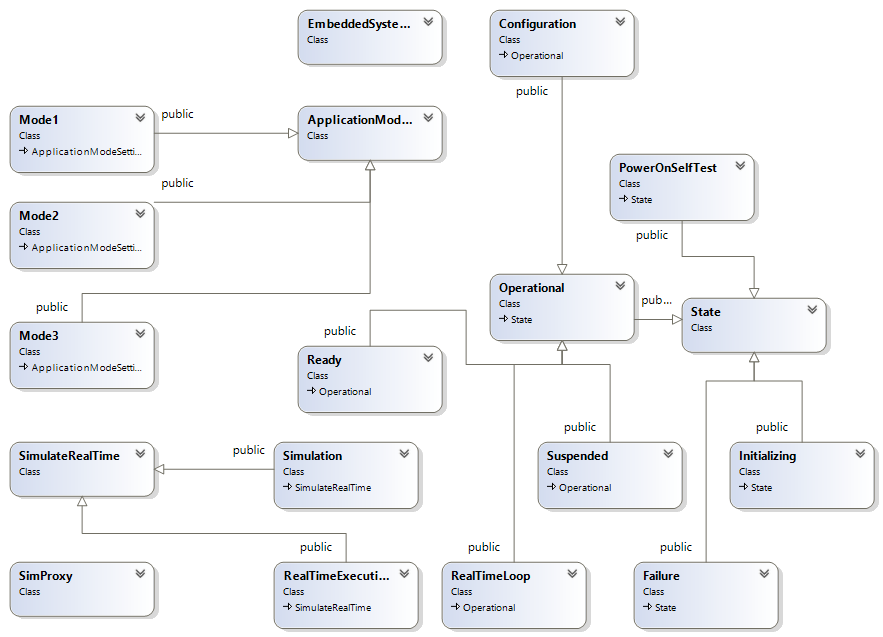 EmbeddedSyste...
Class
Configuration
Class
Operational
public
Mode1
Class
ApplicationModeSetti...
public
ApplicationMod...
Class
public
Mode2
Class
ApplicationModeSetti...
PowerOnSelfTest
Class
State
public
Operational
Class
State
pub...
State
Class
public
Mode3
Class
ApplicationModeSetti...
public
Ready
Class
Operational
SimulateRealTime
Class
public
Simulation
Class
SimulateRealTime
public
Suspended
Class
Operational
public
Initializing
Class
State
SimProxy
Class
public
RealTimeExecuti...
Class
SimulateRealTime
public
RealTimeLoop
Class
Operational
public
Failure
Class
State